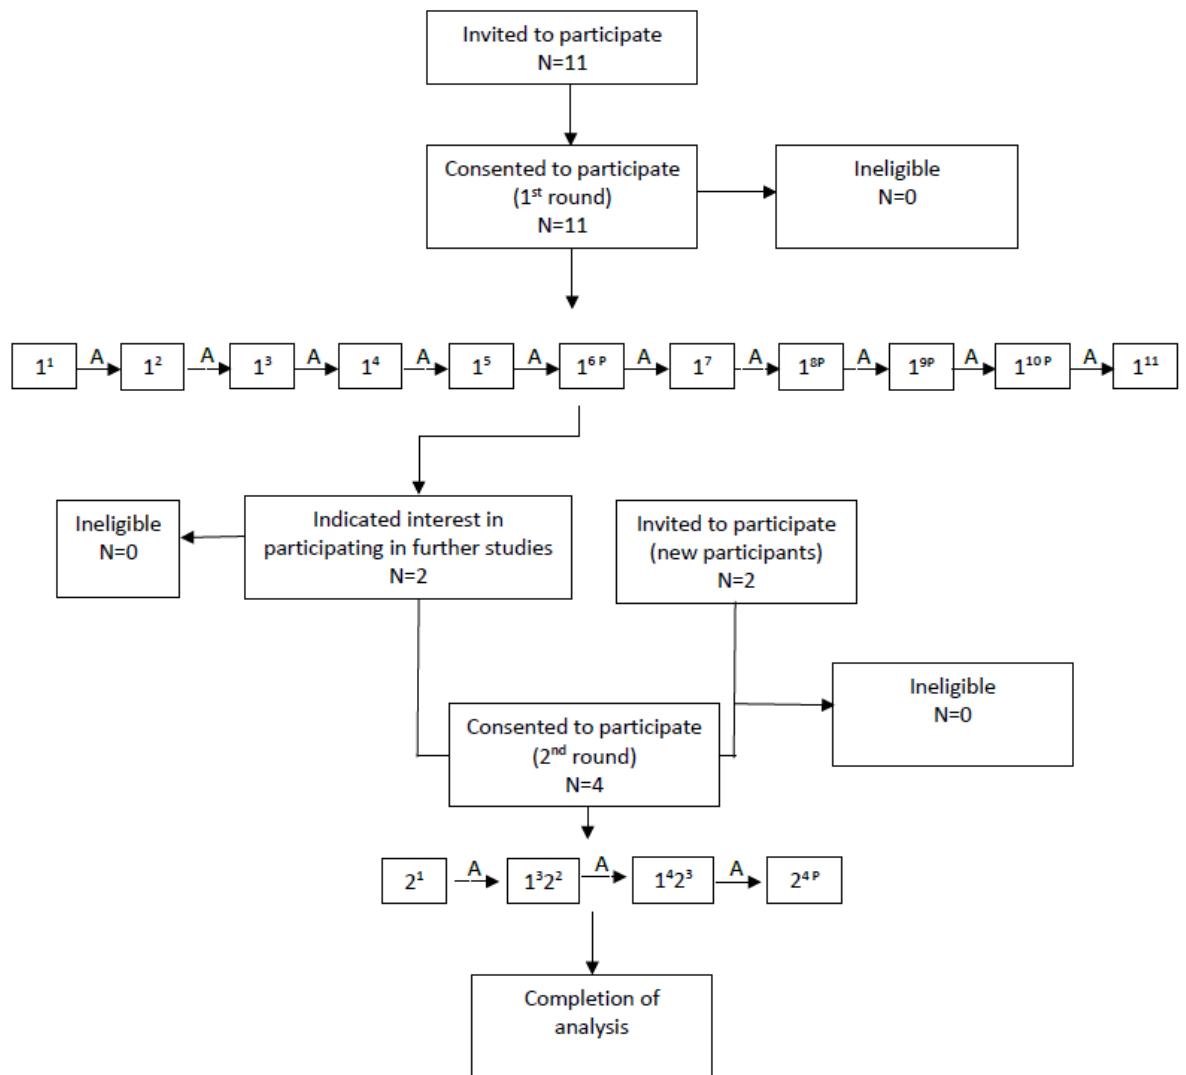 Invited to participate
N=11
Consented to participate
(1st round)
N=11
Ineligible
N=0
1¹ A 1² A 1³ A 1⁴ A 1⁵ A 1⁶ ᴾ A 1⁷ A 1⁸ᴾ A 1⁹ᴾ A 1¹⁰ ᴾ A 1¹¹
Ineligible
N=0
Indicated interest in
participating in further studies
N=2
Invited to participate
(new participants)
N=2
Ineligible
N=0
Consented to participate
(2nd round)
N=4
2¹ A 1³2² A 1⁴2³ A 2⁴ ᴾ
Completion of
analysis